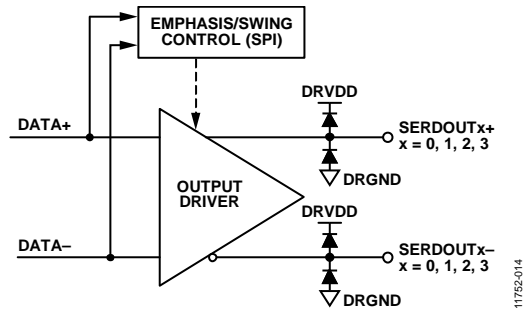 EMPHASIS/SWING
CONTROL (SPI)
DATA+
DATA–
OUTPUT
DRIVER
DRVDD
SERDOUTx+
x = 0, 1, 2, 3
DRGND
DRVDD
SERDOUTx–
x = 0, 1, 2, 3
DRGND
11752-014